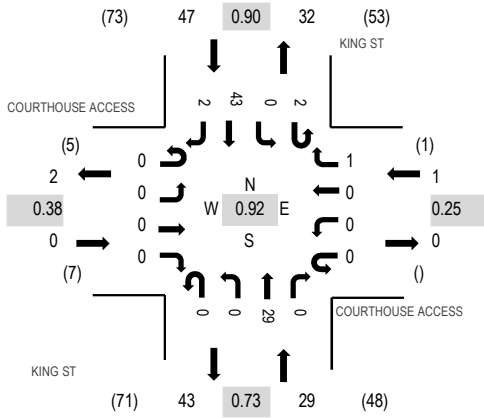 (73) 47 0.90 32 (53)
KING ST
COURTHOUSE ACCESS
2 43 0 2
(5) 0 1 (1)
2 0 N 0 1
0.38 0 W 0.92 E 0 0.25
0 0 S 0 0
(7) ()
0 0 29 0
COURTHOUSE ACCESS
KING ST
(71) 43 0.73 29 (48)